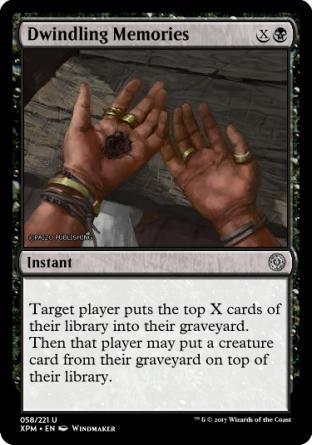 Dwindling Memories X
©PAIZO PUBLISHING
Instant
Target player puts the top X cards of
their library into their graveyard.
Then that player may put a creature
card from their graveyard on top of
their library.
058/221 U
XPM • EN WINDMAKER
™ & © 2017 Wizards of the Coast